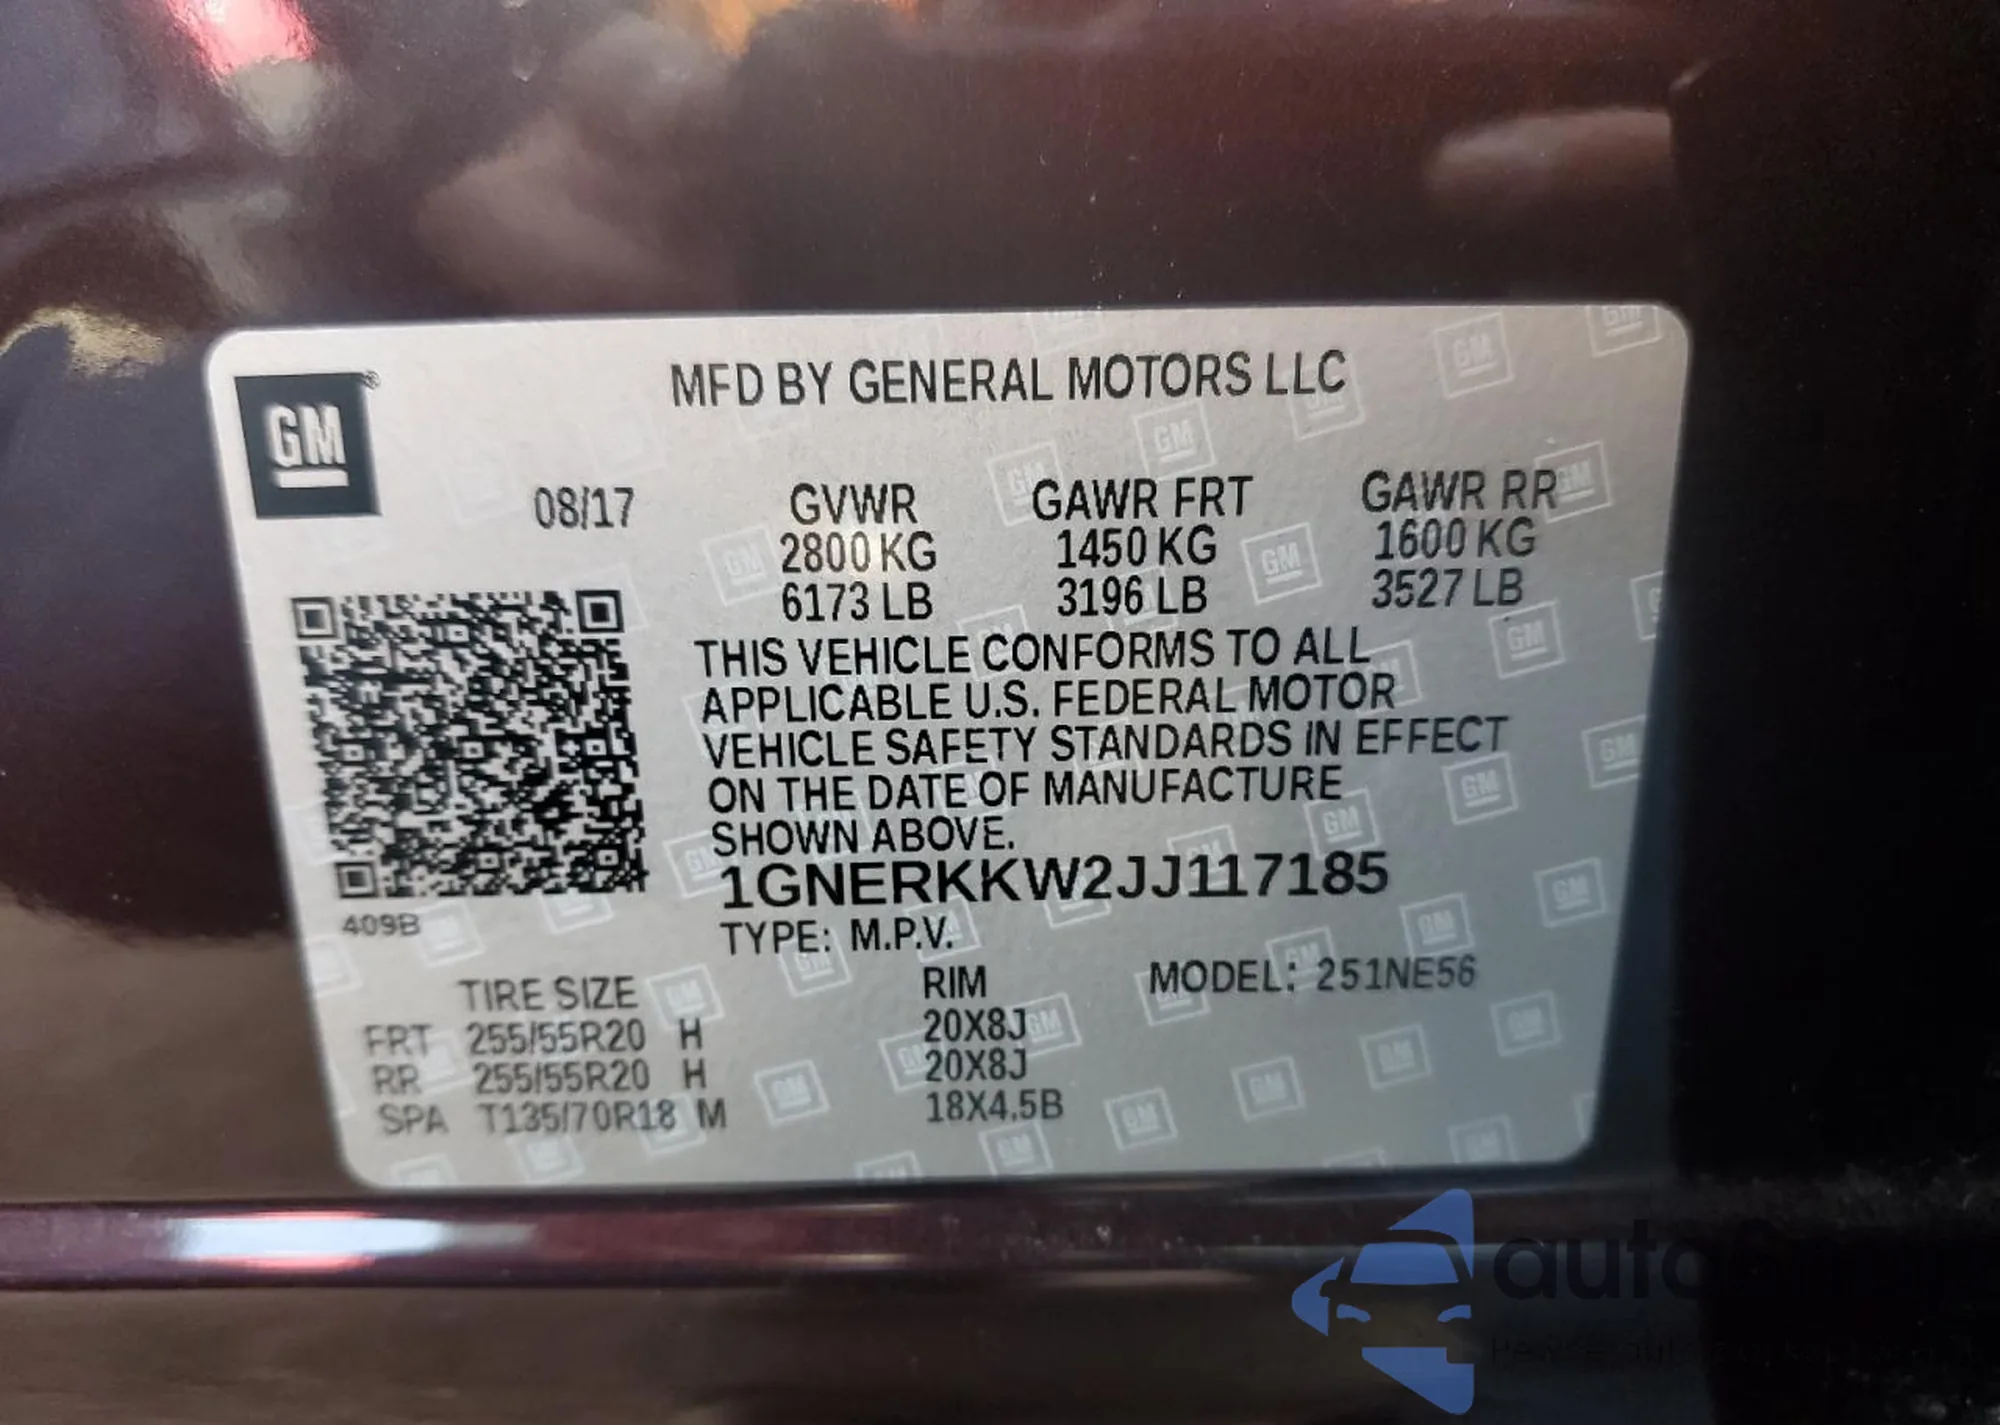 MFD BY GENERAL MOTORS LLC
GM
08/17 GVWR GAWR FRT GAWR RR
2800 KG 1450 KG 1600 KG
6173 LB 3196 LB 3527 LB
THIS VEHICLE CONFORMS TO ALL
APPLICABLE U.S. FEDERAL MOTOR
VEHICLE SAFETY STANDARDS IN EFFECT
ON THE DATE OF MANUFACTURE
SHOWN ABOVE.
1GNERKKW2JJ117185
409B
TYPE: M.P.V.
TIRE SIZE RIM MODEL: 251NE56
FRT 255/55R20 H 20X8J
RR 255/55R20 H 20X8J
SPA T135/70R18 M 18X4.5B